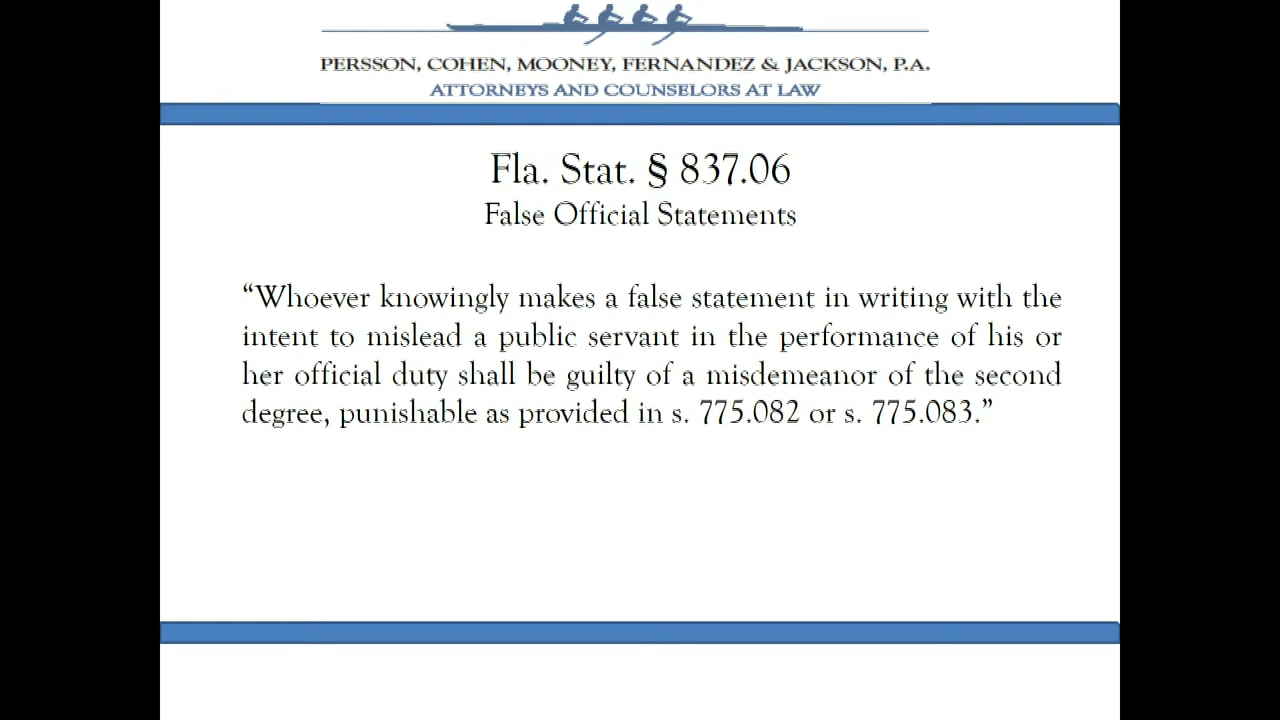 PERSSON, COHEN, MOONEY, FERNANDEZ & JACKSON, P.A.
ATTORNEYS AND COUNSELORS AT LAW
Fla. Stat. § 837.06
False Official Statements
“Whoever knowingly makes a false statement in writing with the
intent to mislead a public servant in the performance of his or
her official duty shall be guilty of a misdemeanor of the second
degree, punishable as provided in s. 775.082 or s. 775.083.”